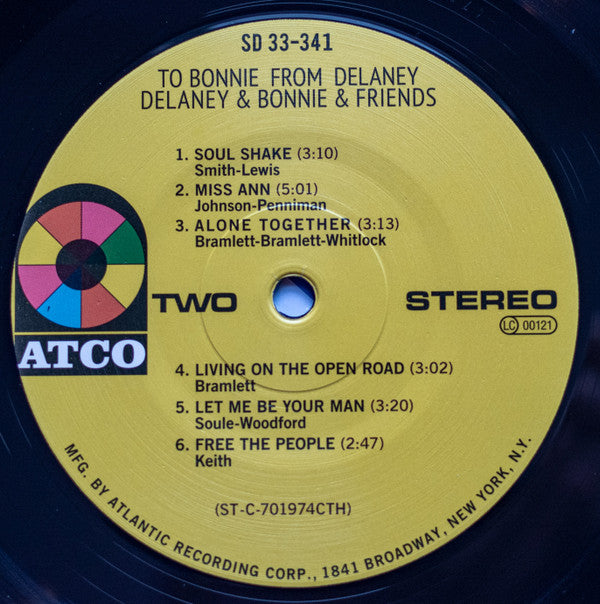 SD 33-341
TO BONNIE FROM DELANEY
DELANEY & BONNIE & FRIENDS
1. SOUL SHAKE (3:10)
Smith-Lewis
2. MISS ANN (5:01)
Johnson-Penniman
3. ALONE TOGETHER (3:13)
Bramlett-Bramlett-Whitlock
TWO
STEREO
LC 00121
ATCO
4. LIVING ON THE OPEN ROAD (3:02)
Bramlett
5. LET ME BE YOUR MAN (3:20)
Soule-Woodford
6. FREE THE PEOPLE (2:47)
Keith
(ST-C-701974CTH)
MFG. BY ATLANTIC RECORDING CORP., 1841 BROADWAY, NEW YORK, N.Y.